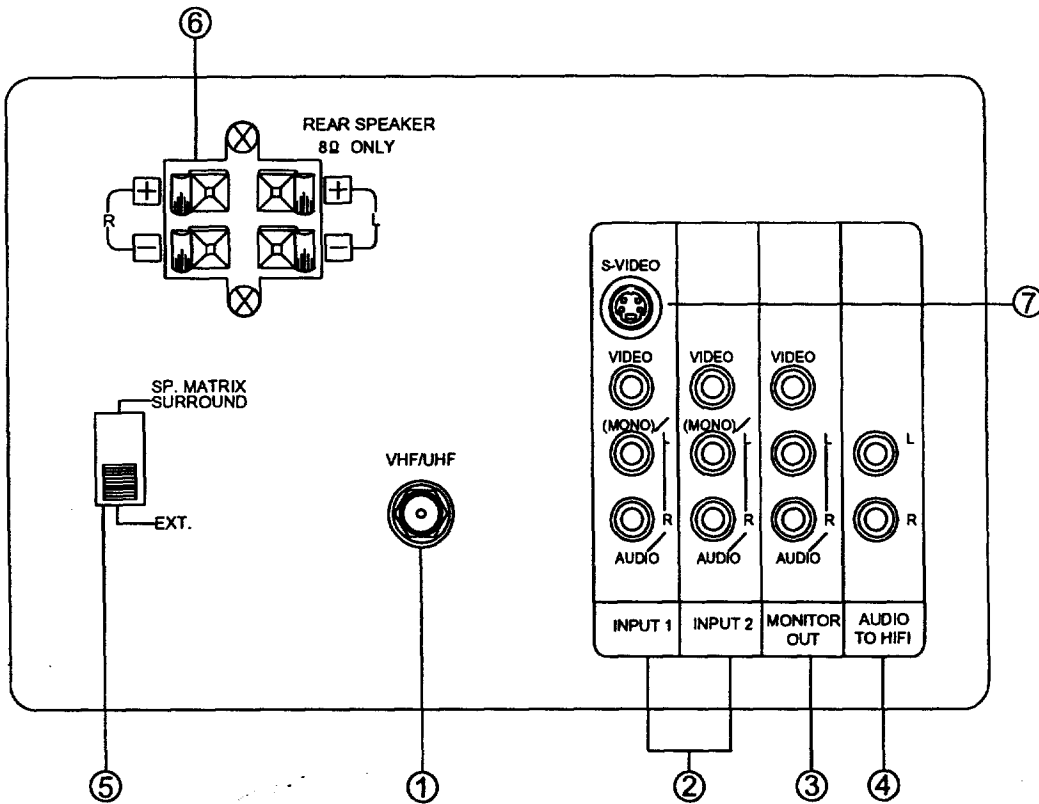 ⑥
REAR SPEAKER
8Ω ONLY
+ +
R L
− −
S-VIDEO
⑦
VIDEO VIDEO VIDEO
SP. MATRIX
SURROUND
(MONO) (MONO)
L L L L
VHF/UHF
EXT.
R R R R
AUDIO AUDIO AUDIO
INPUT 1 INPUT 2 MONITOR OUT AUDIO TO HIFI
⑤ ① ② ③ ④